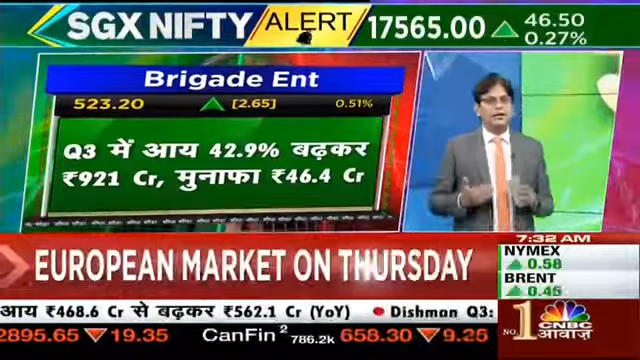 SGX NIFTY ALERT 17565.00 46.50
0.27%
Brigade Ent
523.20 [2.65] 0.51%
Q3 में आय 42.9% बढ़कर
₹921 Cr, मुनाफा ₹46.4 Cr
7:32 AM
EUROPEAN MARKET ON THURSDAY
NYMEX
0.58
BRENT
0.45
आय ₹468.6 Cr से बढ़कर ₹562.1 Cr (YoY) Dishman Q3:
2895.65 19.35 CanFin 2 786.2k 658.30 9.25
NO. 1 CNBC
आवाज़